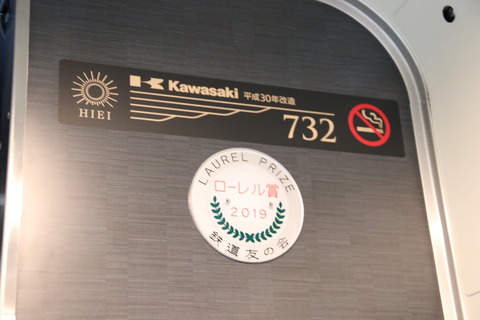 HIEI
Kawasaki 平成30年改造
732
LAUREL PRIZE
ローレル賞
2019
鉄道友の会